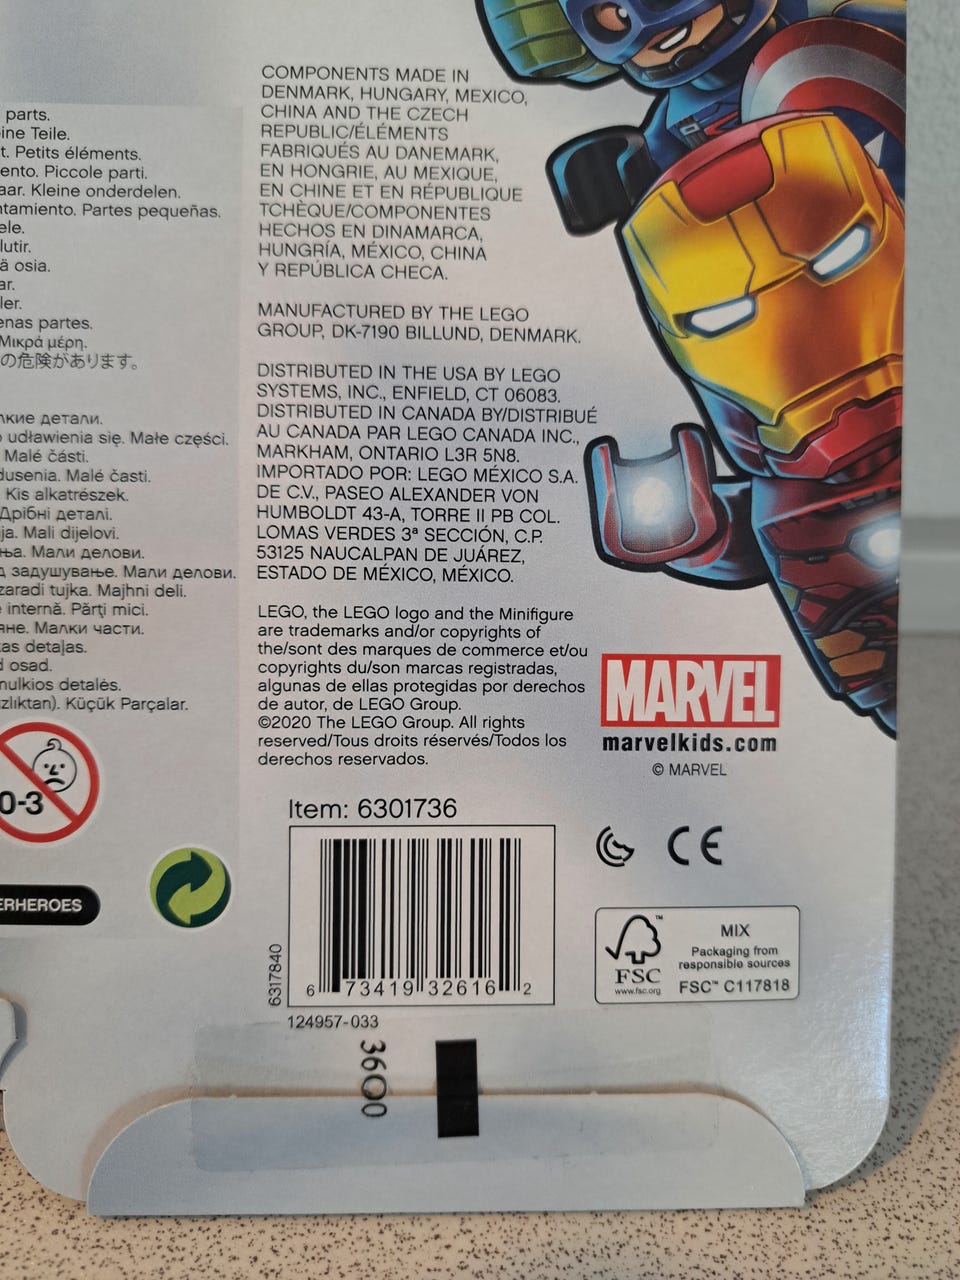 parts.
ine Teile.
t. Petits éléments.
ento. Piccole parti.
aar. Kleine onderdelen.
ntamiento. Partes pequeñas.
ele.
lutir.
ä osia.
ar.
ler.
enas partes.
Μικρά μέρη.
の危険があります。
лкие детали.
o udławienia się. Małe części.
Malé části.
dusenia. Malé časti.
Kis alkatrészek.
Дрібні деталі.
ja. Mali dijelovi.
ња. Мали делови.
д задушување. Мали делови.
zaradi tujka. Majhni deli.
internă. Părţi mici.
яне. Малки части.
kas detaļas.
d osad.
mulkios detalės.
zlıktan). Küçük Parçalar.
0-3
ERHEROES
COMPONENTS MADE IN
DENMARK, HUNGARY, MEXICO,
CHINA AND THE CZECH
REPUBLIC/ÉLÉMENTS
FABRIQUÉS AU DANEMARK,
EN HONGRIE, AU MEXIQUE,
EN CHINE ET EN RÉPUBLIQUE
TCHÈQUE/COMPONENTES
HECHOS EN DINAMARCA,
HUNGRÍA, MÉXICO, CHINA
Y REPÚBLICA CHECA.
MANUFACTURED BY THE LEGO
GROUP, DK-7190 BILLUND, DENMARK.
DISTRIBUTED IN THE USA BY LEGO
SYSTEMS, INC., ENFIELD, CT 06083.
DISTRIBUTED IN CANADA BY/DISTRIBUÉ
AU CANADA PAR LEGO CANADA INC.,
MARKHAM, ONTARIO L3R 5N8.
IMPORTADO POR: LEGO MÉXICO S.A.
DE C.V., PASEO ALEXANDER VON
HUMBOLDT 43-A, TORRE II PB COL.
LOMAS VERDES 3ª SECCIÓN, C.P.
53125 NAUCALPAN DE JUÁREZ,
ESTADO DE MÉXICO, MÉXICO.
LEGO, the LEGO logo and the Minifigure
are trademarks and/or copyrights of
the/sont des marques de commerce et/ou
copyrights du/son marcas registradas,
algunas de ellas protegidas por derechos
de autor, de LEGO Group.
©2020 The LEGO Group. All rights
reserved/Tous droits réservés/Todos los
derechos reservados.
MARVEL
marvelkids.com
© MARVEL
Item: 6301736
CE
6317840
6 73419 32616 2
124957-033
3600
FSC
™
www.fsc.org
MIX
Packaging from
responsible sources
FSC™ C117818